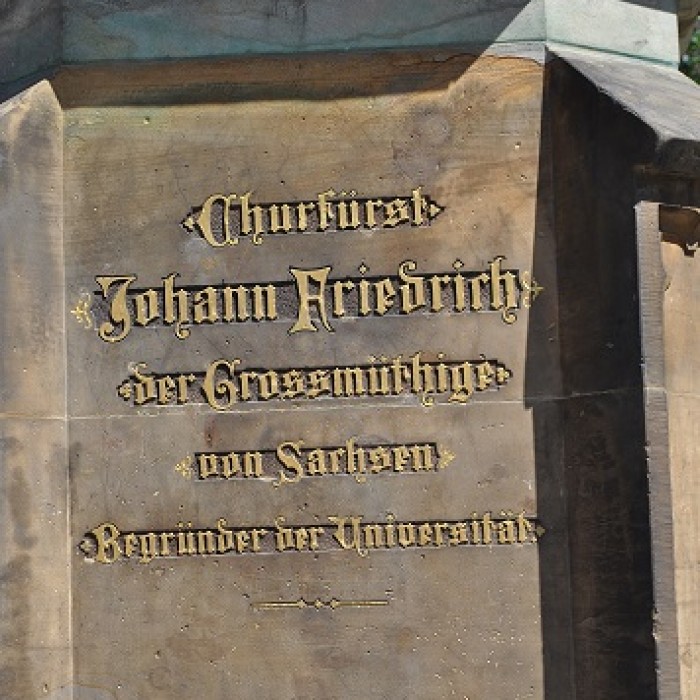 Churfürst
Johann Friedrich
der Grossmüthige
von Sachsen
Begründer der Universität